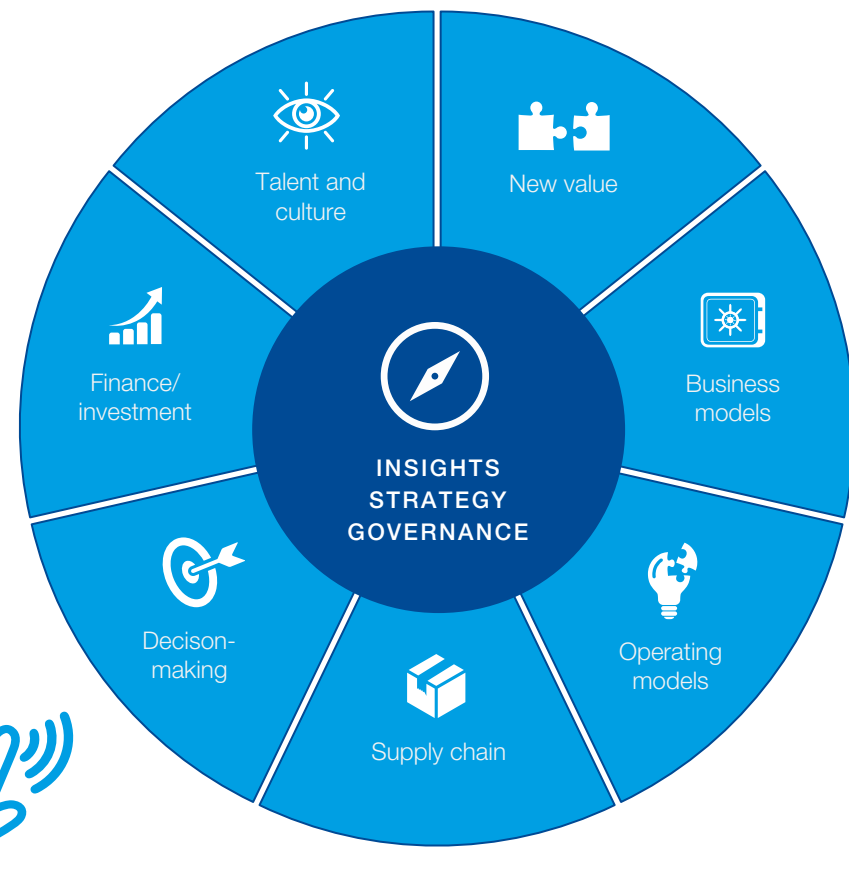 Talent and
culture
New value
Finance/
investment
Business
models
INSIGHTS
STRATEGY
GOVERNANCE
Decison-
making
Operating
models
Supply chain